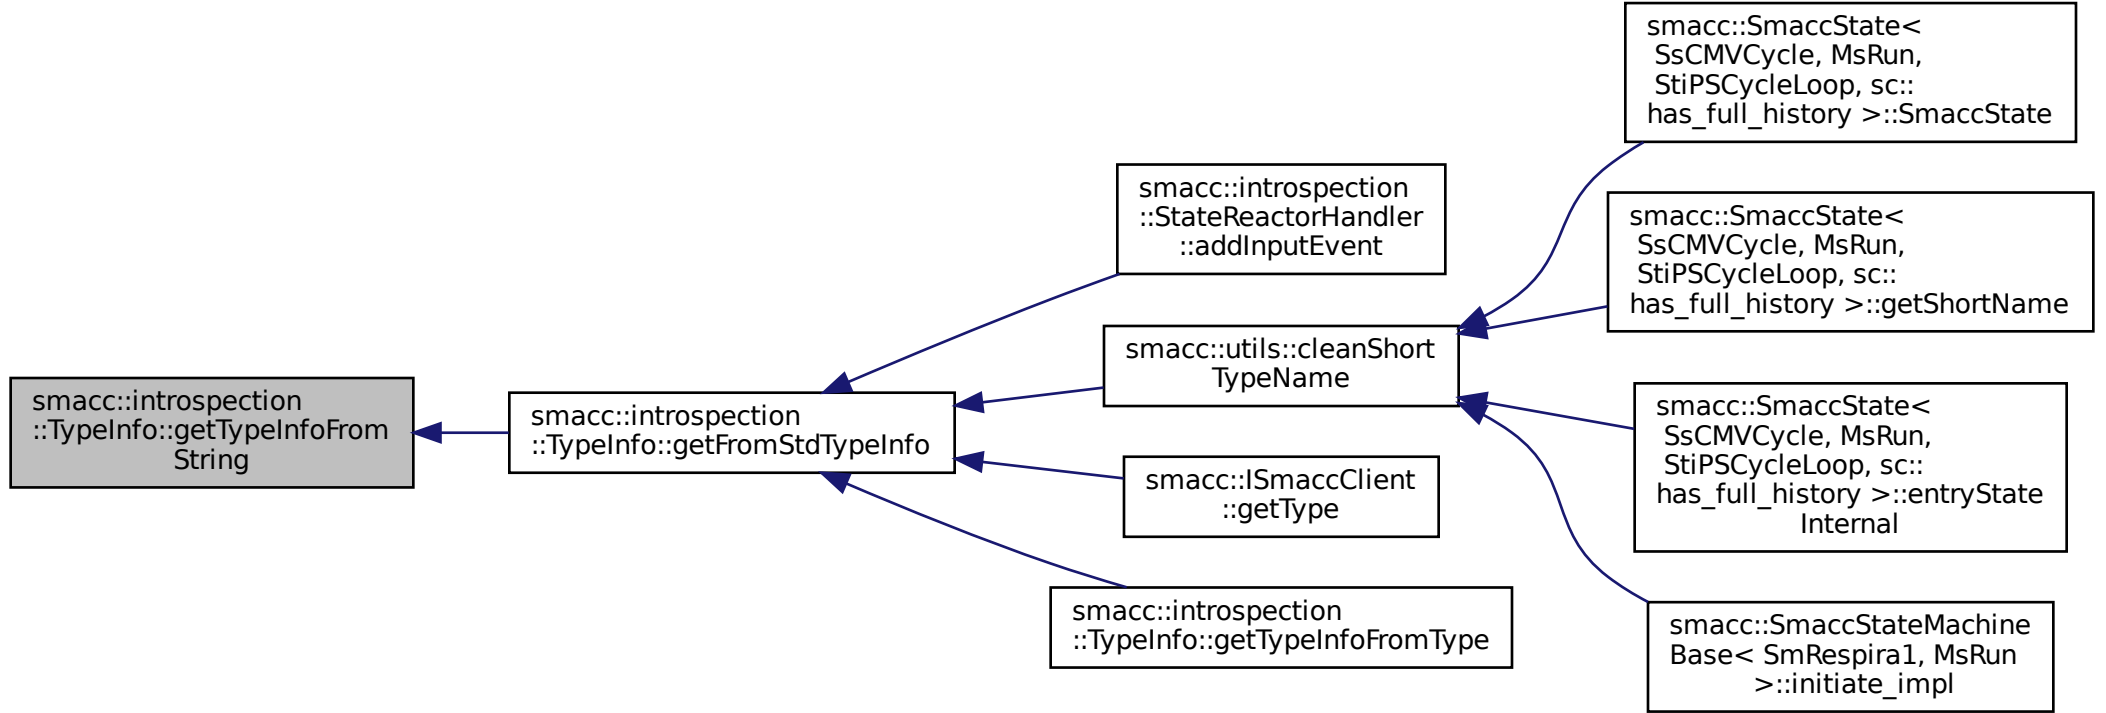 smacc::introspection
::TypeInfo::getTypeInfoFrom
String
smacc::introspection
::TypeInfo::getFromStdTypeInfo
smacc::introspection
::StateReactorHandler
::addInputEvent
smacc::utils::cleanShort
TypeName
smacc::ISmaccClient
::getType
smacc::introspection
::TypeInfo::getTypeInfoFromType
smacc::SmaccState<
SsCMVCycle, MsRun,
StiPSCycleLoop, sc::
has_full_history >::SmaccState
smacc::SmaccState<
SsCMVCycle, MsRun,
StiPSCycleLoop, sc::
has_full_history >::getShortName
smacc::SmaccState<
SsCMVCycle, MsRun,
StiPSCycleLoop, sc::
has_full_history >::entryState
Internal
smacc::SmaccStateMachine
Base< SmRespira1, MsRun
>::initiate_impl